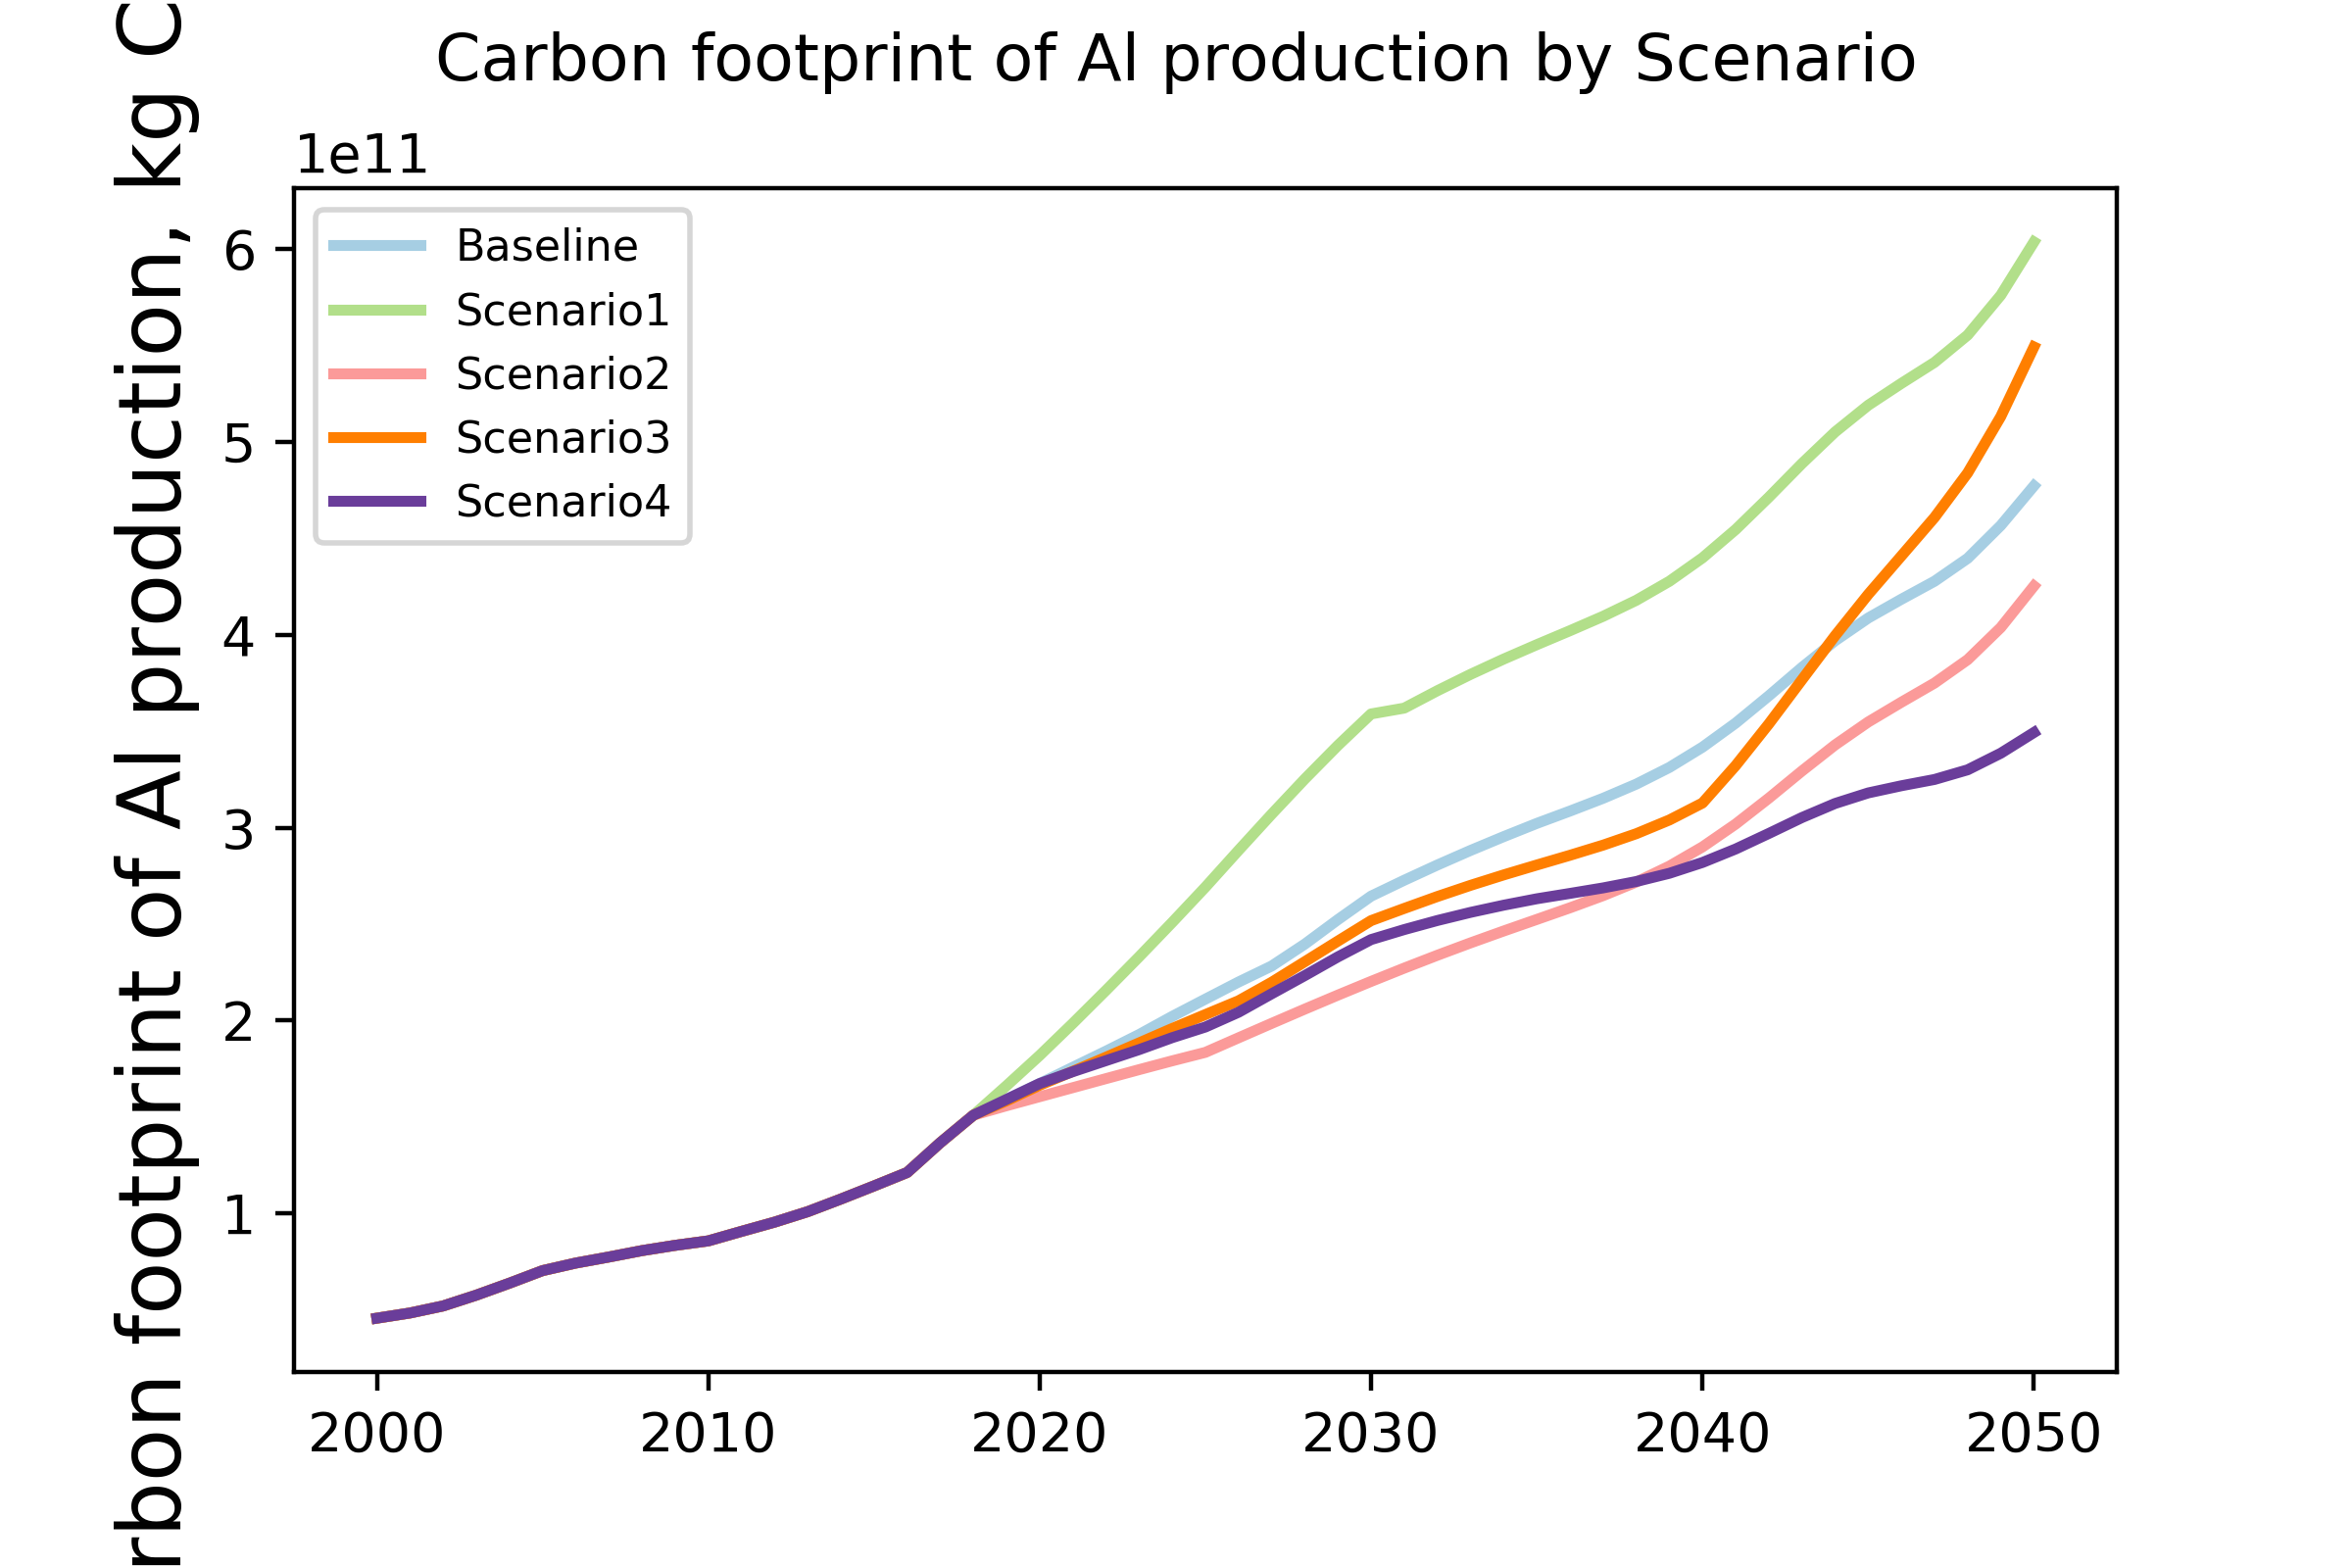 Carbon footprint of Al production by Scenario
1e11
rbon footprint of Al production, kg C
6
5
4
3
2
1
Baseline
Scenario1
Scenario2
Scenario3
Scenario4
2000 2010 2020 2030 2040 2050